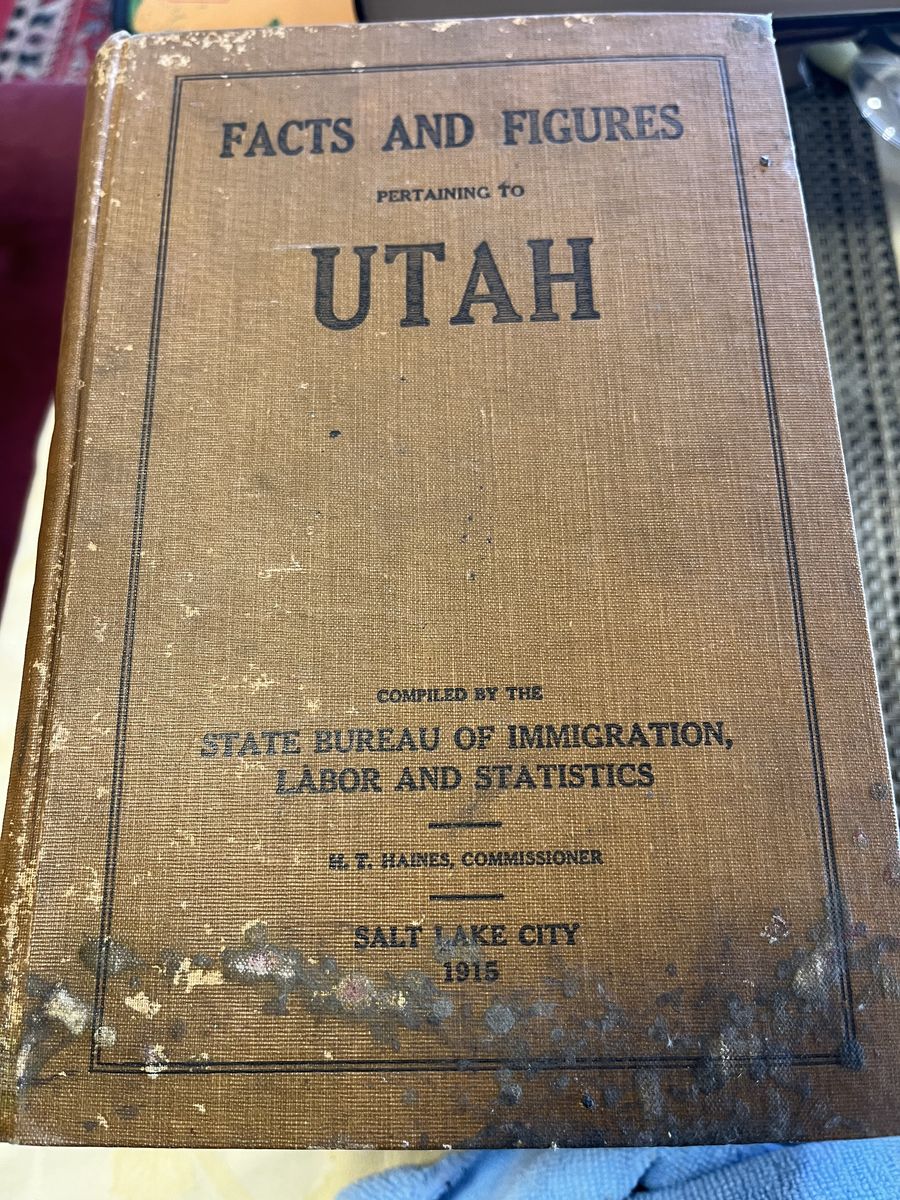 FACTS AND FIGURES
PERTAINING TO
UTAH
COMPILED BY THE
STATE BUREAU OF IMMIGRATION,
LABOR AND STATISTICS
H. T. HAINES, COMMISSIONER
SALT LAKE CITY
1915